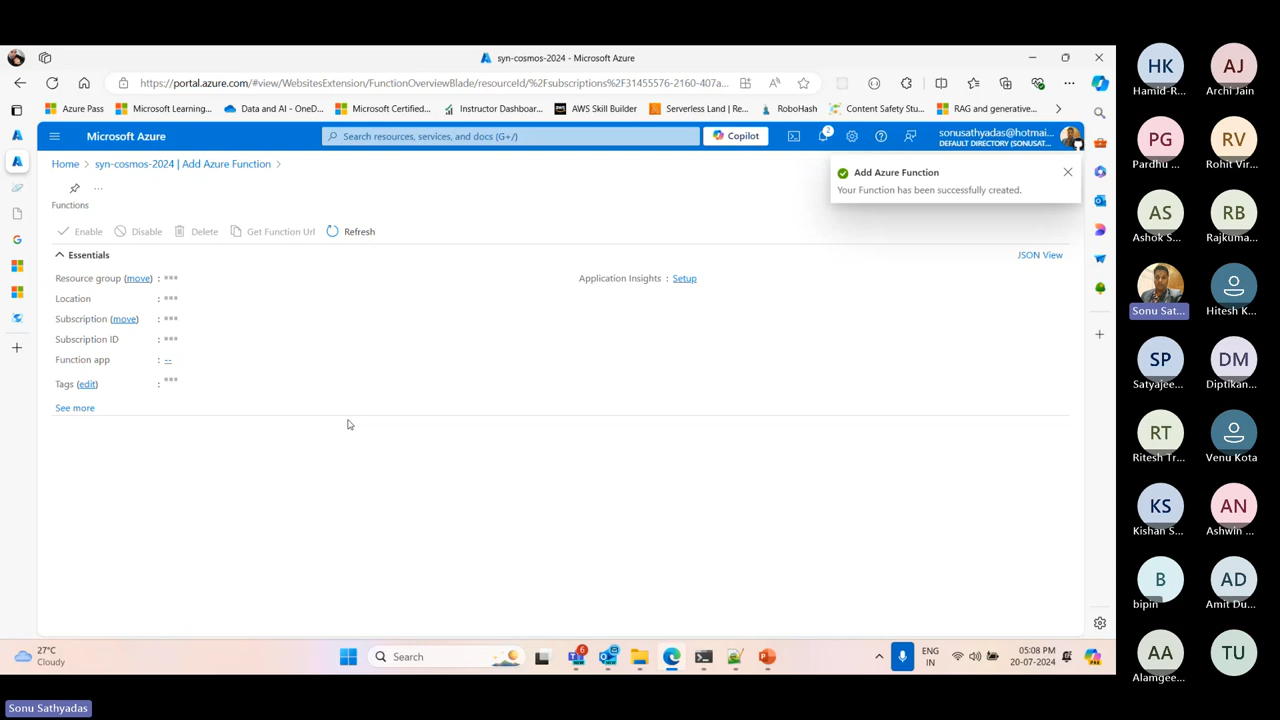 syn-cosmos-2024 - Microsoft Azure
https://portal.azure.com/#view/WebsitesExtension/FunctionOverviewBlade/resourceId/%2Fsubscriptions%2F31455576-2160-407a...
Azure Pass
Microsoft Learning...
Data and AI - OneD...
Microsoft Certified...
Instructor Dashboar...
AWS Skill Builder
Serverless Land | Re...
RoboHash
Content Safety Stu...
RAG and generative...
Microsoft Azure
Search resources, services, and docs (G+/)
Copilot
2
sonusathyadas@hotmai...
DEFAULT DIRECTORY (SONUSAT...
Home > syn-cosmos-2024 | Add Azure Function >
...
Functions
Add Azure Function
Your Function has been successfully created.
Enable
Disable
Delete
Get Function Url
Refresh
Essentials
JSON View
Resource group (move) : ***
Application Insights : Setup
Location : ***
Subscription (move) : ***
Subscription ID : ***
Function app : --
Tags (edit) : ***
See more
27°C
Cloudy
Search
6
ENG
IN
05:08 PM
20-07-2024
Sonu Sathyadas
HK
Hamid-R...
AJ
Archi Jain
PG
Pardhu ...
RV
Rohit Vir...
AS
Ashok S...
RB
Rajkuma...
Sonu Sat...
Hitesh K...
SP
Satyajee...
DM
Diptikan...
RT
Ritesh Tr...
Venu Kota
KS
Kishan S...
AN
Ashwin ...
B
bipin
AD
Amit Du...
AA
Alamgee...
TU